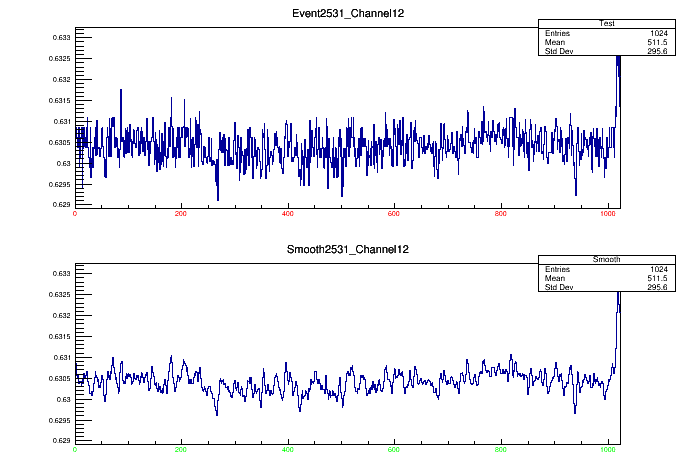 Event2531_Channel12
Test
Entries 1024
Mean 511.5
Std Dev 295.6
0.633
0.6325
0.632
0.6315
0.631
0.6305
0.63
0.6295
0.629
0 200 400 600 800 1000
Smooth2531_Channel12
Smooth
Entries 1024
Mean 511.5
Std Dev 295.6
0.633
0.6325
0.632
0.6315
0.631
0.6305
0.63
0.6295
0.629
0 200 400 600 800 1000